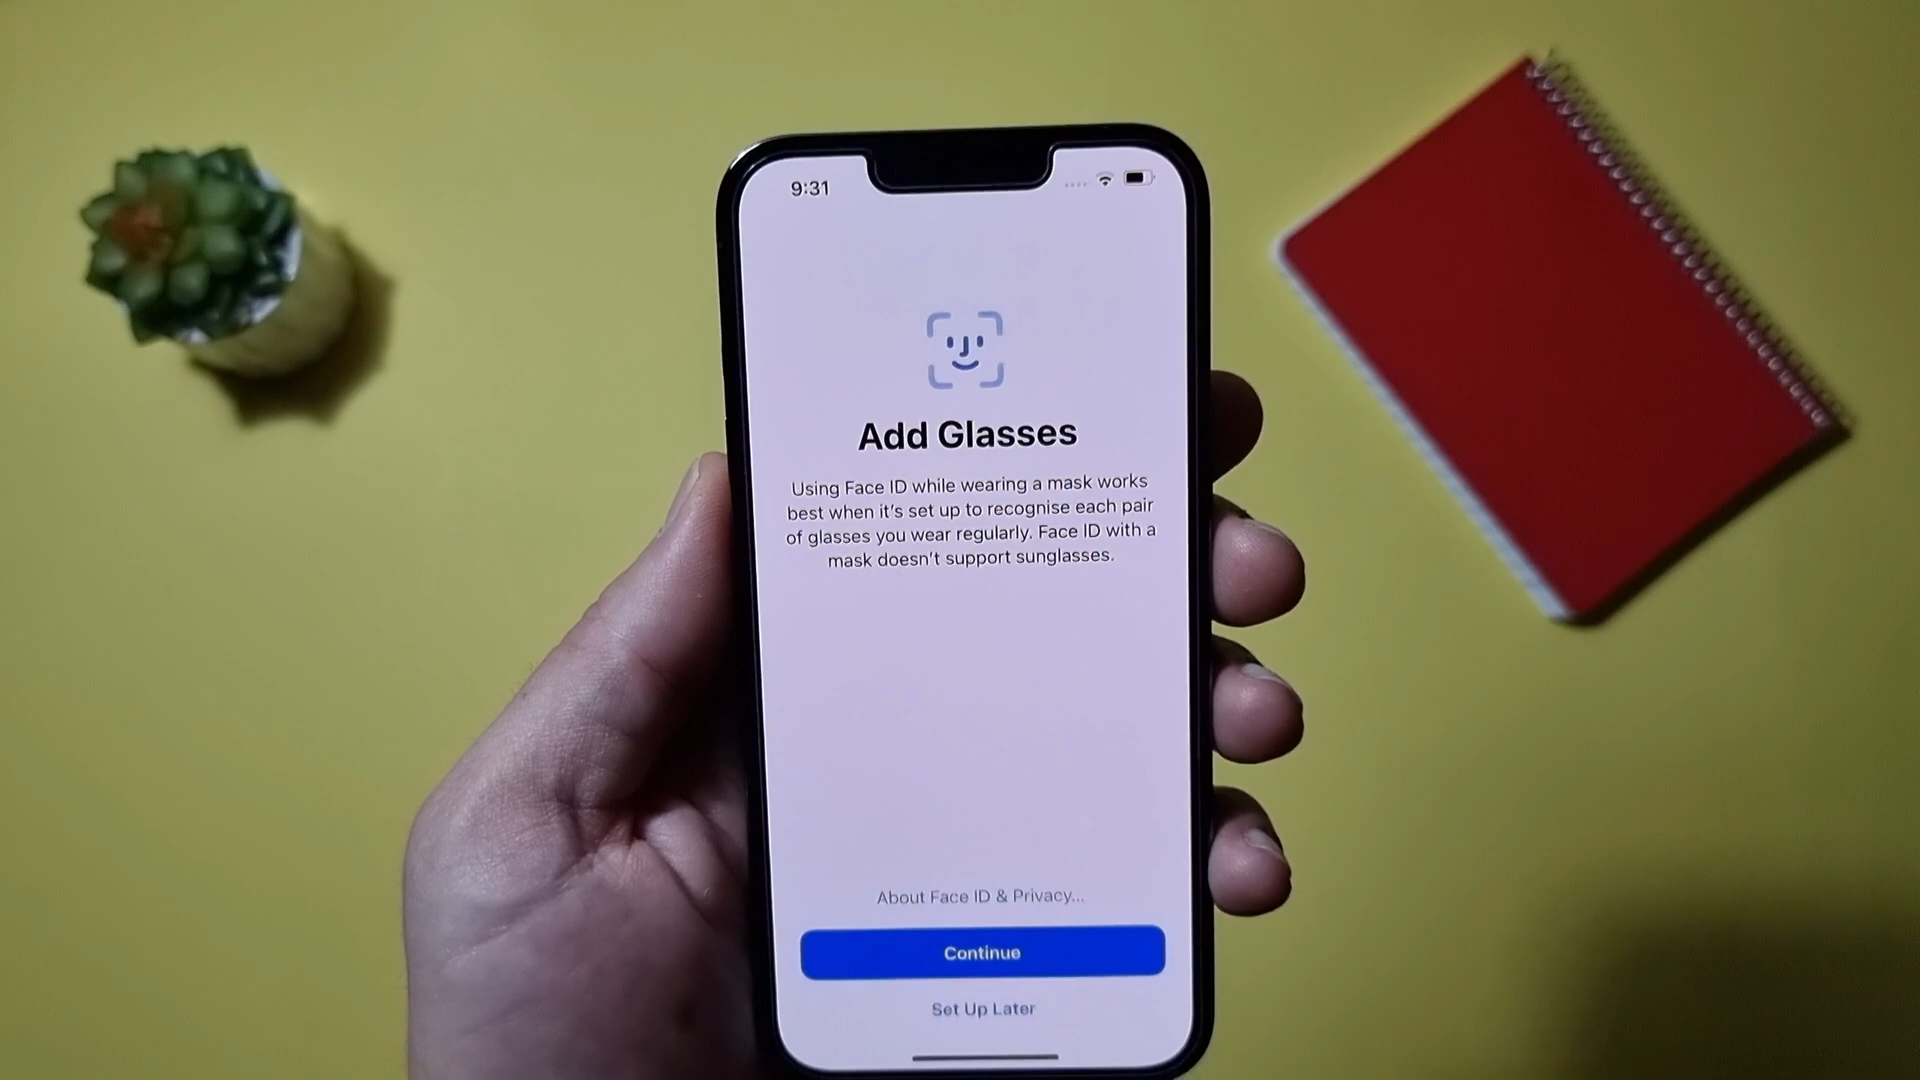 9:31
Add Glasses
Using Face ID while wearing a mask works
best when it's set up to recognise each pair
of glasses you wear regularly. Face ID with a
mask doesn't support sunglasses.
About Face ID & Privacy...
Continue
Set Up Later